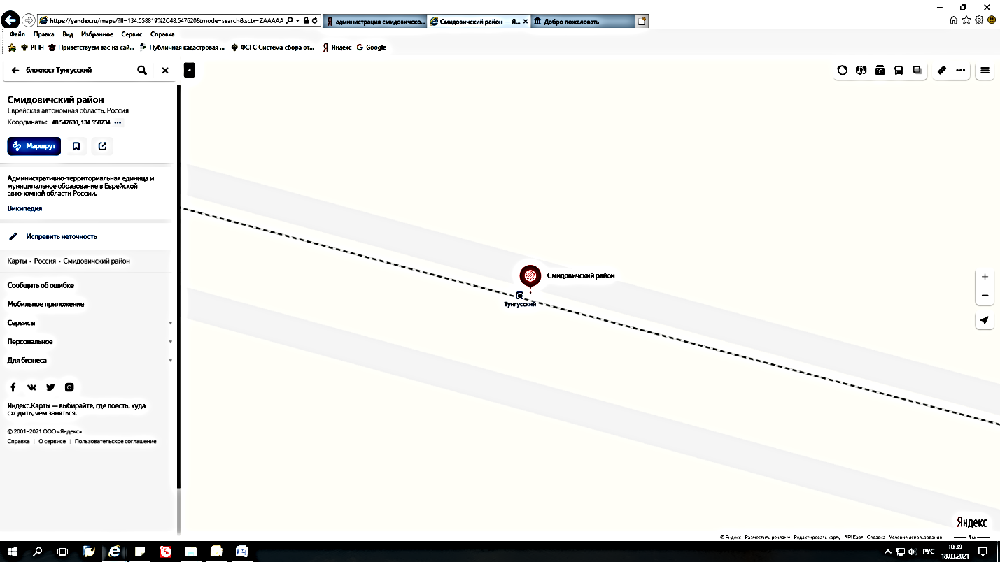 https://yandex.ru/maps/?ll=134.558819%2C48.547620&mode=search&sctx=ZAAAAA
администрация смидовичско...
Смидовичский район — Я...
Добро пожаловать
Файл Правка Вид Избранное Сервис Справка
РПН Приветствуем вас на сай... Публичная кадастровая ... ФСГС Система сбора от... Яндекс Google
блокпост Тунгусский
Смидовичский район
Еврейская автономная область, Россия
Координаты: 48.547630, 134.558734
Маршрут
Административно-территориальная единица и
муниципальное образование в Еврейской
автономной области России.
Википедия
Исправить неточность
Карты • Россия • Смидовичский район
Сообщить об ошибке
Мобильное приложение
Сервисы
Персональное
Для бизнеса
Яндекс.Карты — выбирайте, где поесть, куда
сходить, чем заняться.
© 2001–2021 ООО «Яндекс»
Справка | О сервисе | Пользовательское соглашение
Смидовичский район
Тунгусский
Яндекс
© Яндекс Разместить рекламу Редактировать карту API Карт Справка Условия использования 4 м
РУС
10:39
18.03.2021